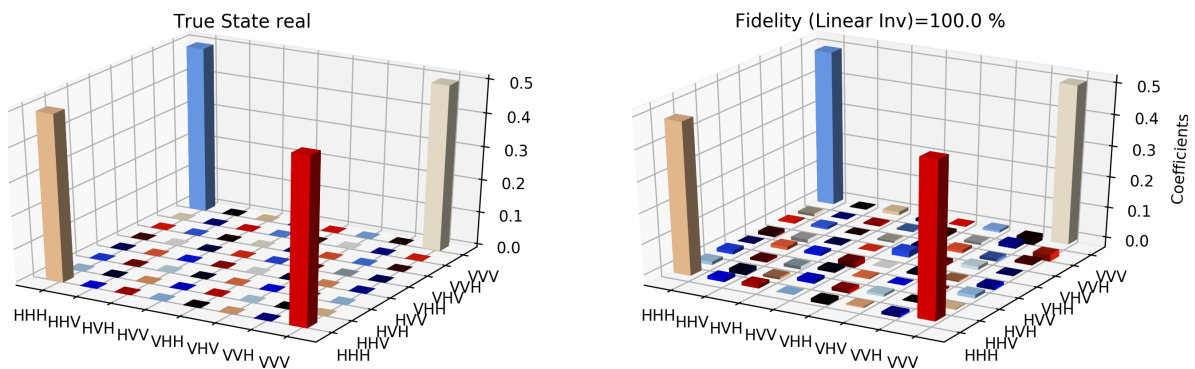 True State real
0.5
0.4
0.3
0.2
0.1
0.0
HHH
HHV
HVH
HVV
VHH
VHV
VVH
VVV
HHH
HHV
HVH
HVV
VHH
VHV
VVH
VVV
Fidelity (Linear Inv)=100.0 %
0.5
0.4
0.3
0.2
0.1
0.0
Coefficients
HHH
HHV
HVH
HVV
VHH
VHV
VVH
VVV
HHH
HHV
HVH
HVV
VHH
VHV
VVH
VVV